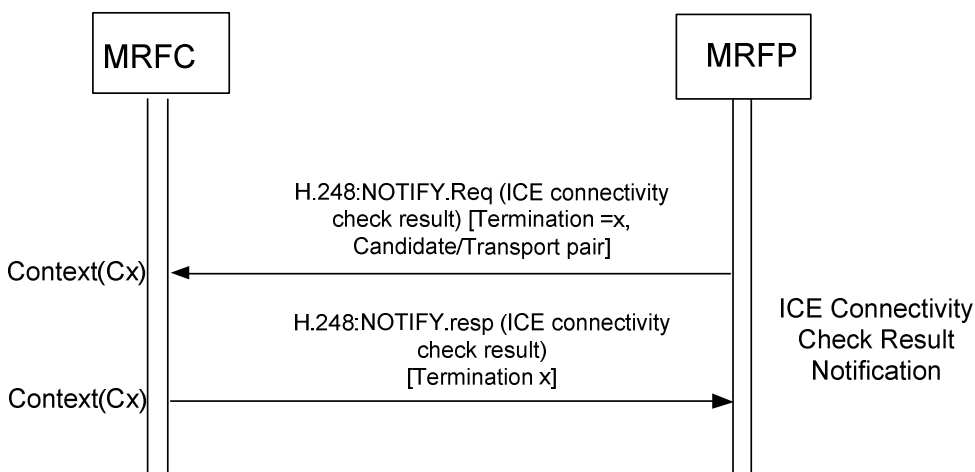 MRFC
MRFP
H.248:NOTIFY.Req (ICE connectivity
check result) [Termination =x,
Candidate/Transport pair]
Context(Cx)
H.248:NOTIFY.resp (ICE connectivity
check result)
[Termination x]
Context(Cx)
ICE Connectivity
Check Result
Notification